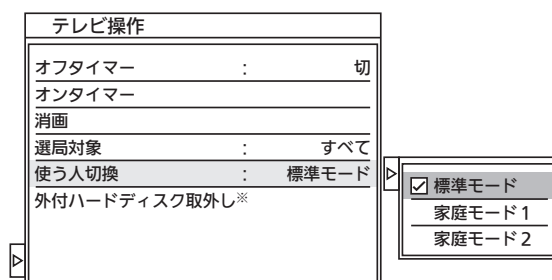 テレビ操作
オフタイマー : 切
オンタイマー
消画
選局対象 : すべて
使う人切換 : 標準モード
外付ハードディスク取外し※
標準モード
家庭モード1
家庭モード2